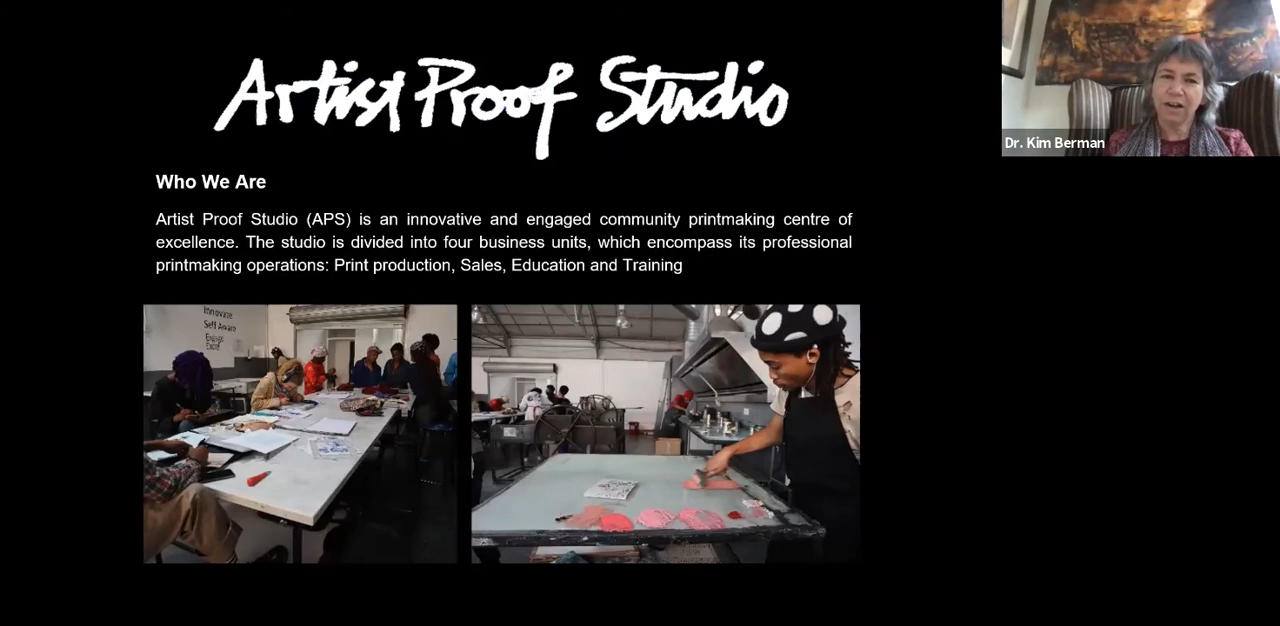 Artist Proof Studio
Dr. Kim Berman
Who We Are
Artist Proof Studio (APS) is an innovative and engaged community printmaking centre of
excellence. The studio is divided into four business units, which encompass its professional
printmaking operations: Print production, Sales, Education and Training
Innovate
Self Aware
Engage
Excel